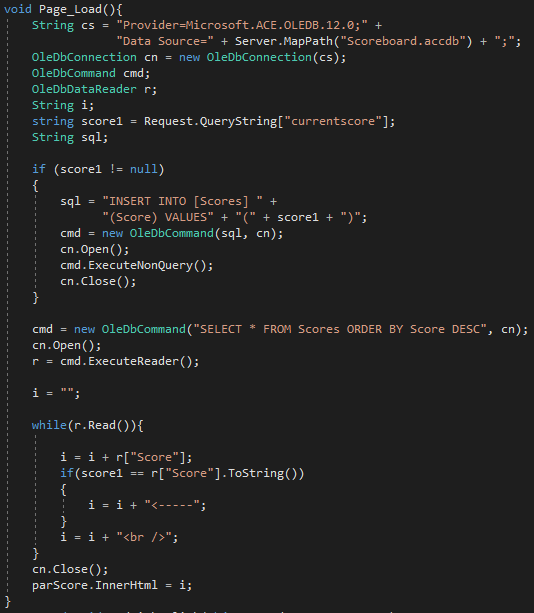 void Page_Load(){
    String cs = "Provider=Microsoft.ACE.OLEDB.12.0;" +
                "Data Source=" + Server.MapPath("Scoreboard.accdb") + ";";
    OleDbConnection cn = new OleDbConnection(cs);
    OleDbCommand cmd;
    OleDbDataReader r;
    String i;
    string score1 = Request.QueryString["currentscore"];
    String sql;

    if (score1 != null)
    {
        sql = "INSERT INTO [Scores] " +
              "(Score) VALUES" + "(" + score1 + ")";
        cmd = new OleDbCommand(sql, cn);
        cn.Open();
        cmd.ExecuteNonQuery();
        cn.Close();
    }

    cmd = new OleDbCommand("SELECT * FROM Scores ORDER BY Score DESC", cn);
    cn.Open();
    r = cmd.ExecuteReader();

    i = "";

    while(r.Read()){

        i = i + r["Score"];
        if(score1 == r["Score"].ToString())
        {
            i = i + "<-----";
        }
        i = i + "<br />";
    }
    cn.Close();
    parScore.InnerHtml = i;
}